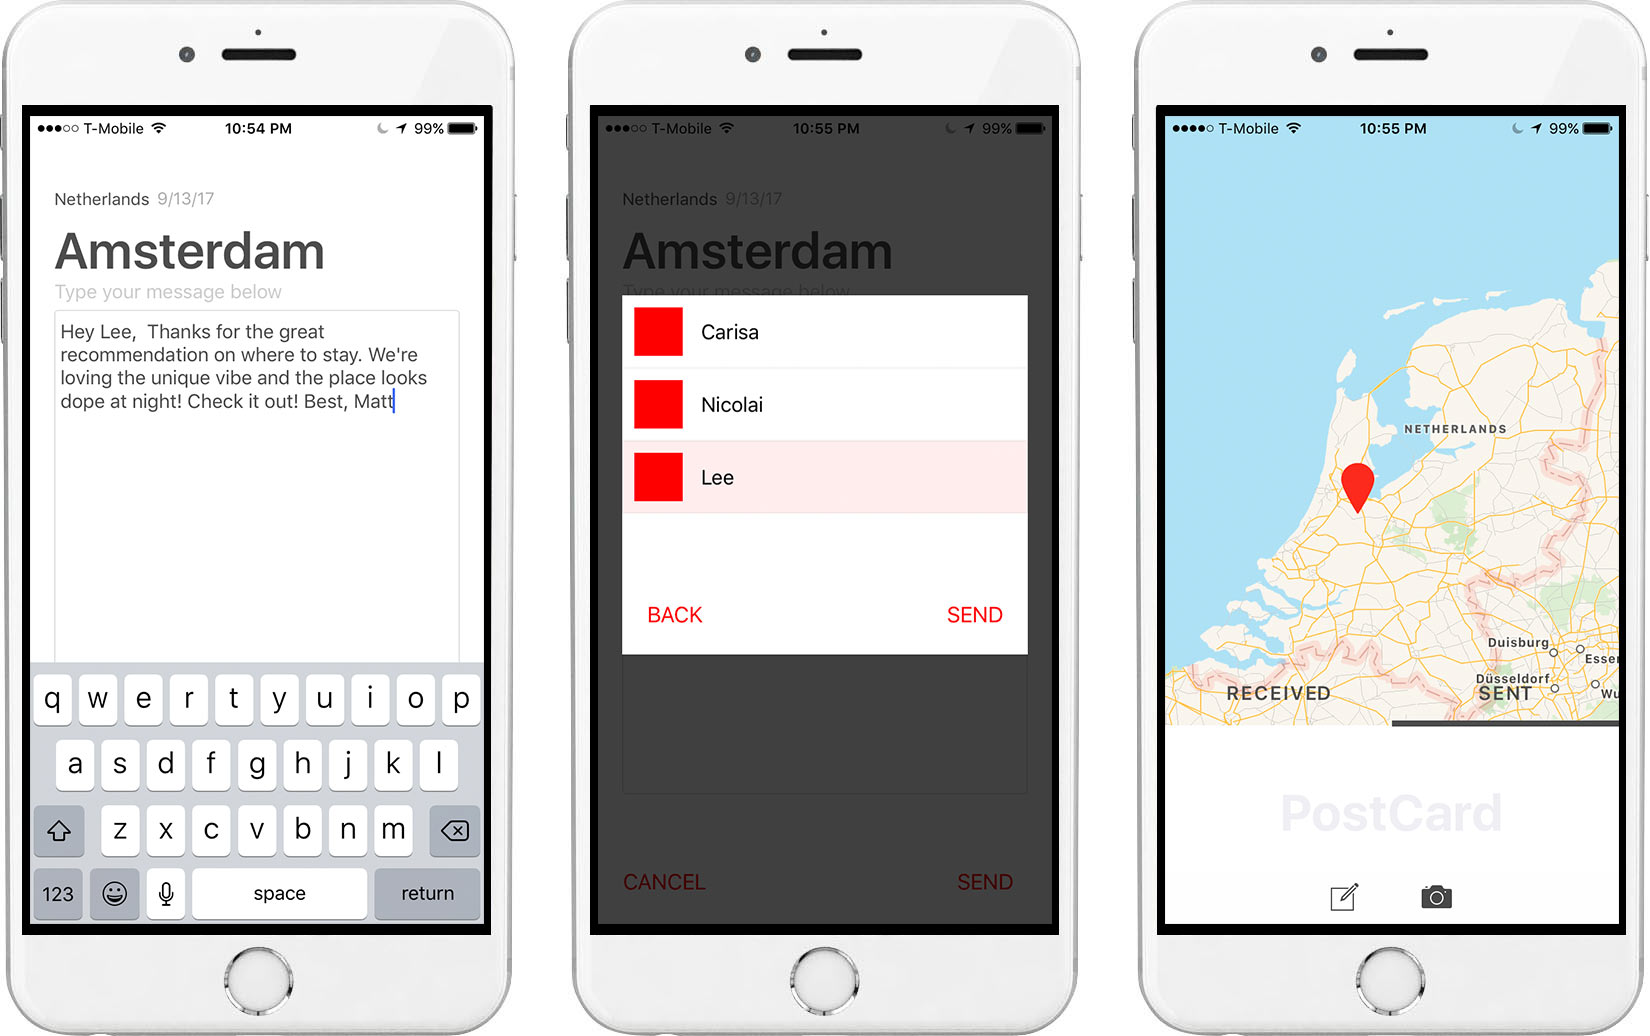 T-Mobile 10:54 PM 99%
Netherlands 9/13/17
Amsterdam
Type your message below
Hey Lee,  Thanks for the great
recommendation on where to stay. We're
loving the unique vibe and the place looks
dope at night! Check it out! Best, Matt
q w e r t y u i o p
a s d f g h j k l
z x c v b n m
123 space return
T-Mobile 10:55 PM 99%
Netherlands 9/13/17
Amsterdam
Type your message below
Carisa
Nicolai
Lee
BACK SEND
CANCEL SEND
T-Mobile 10:55 PM 99%
NETHERLANDS
Duisburg
Essen
Düsseldorf
Wu
RECEIVED SENT
PostCard